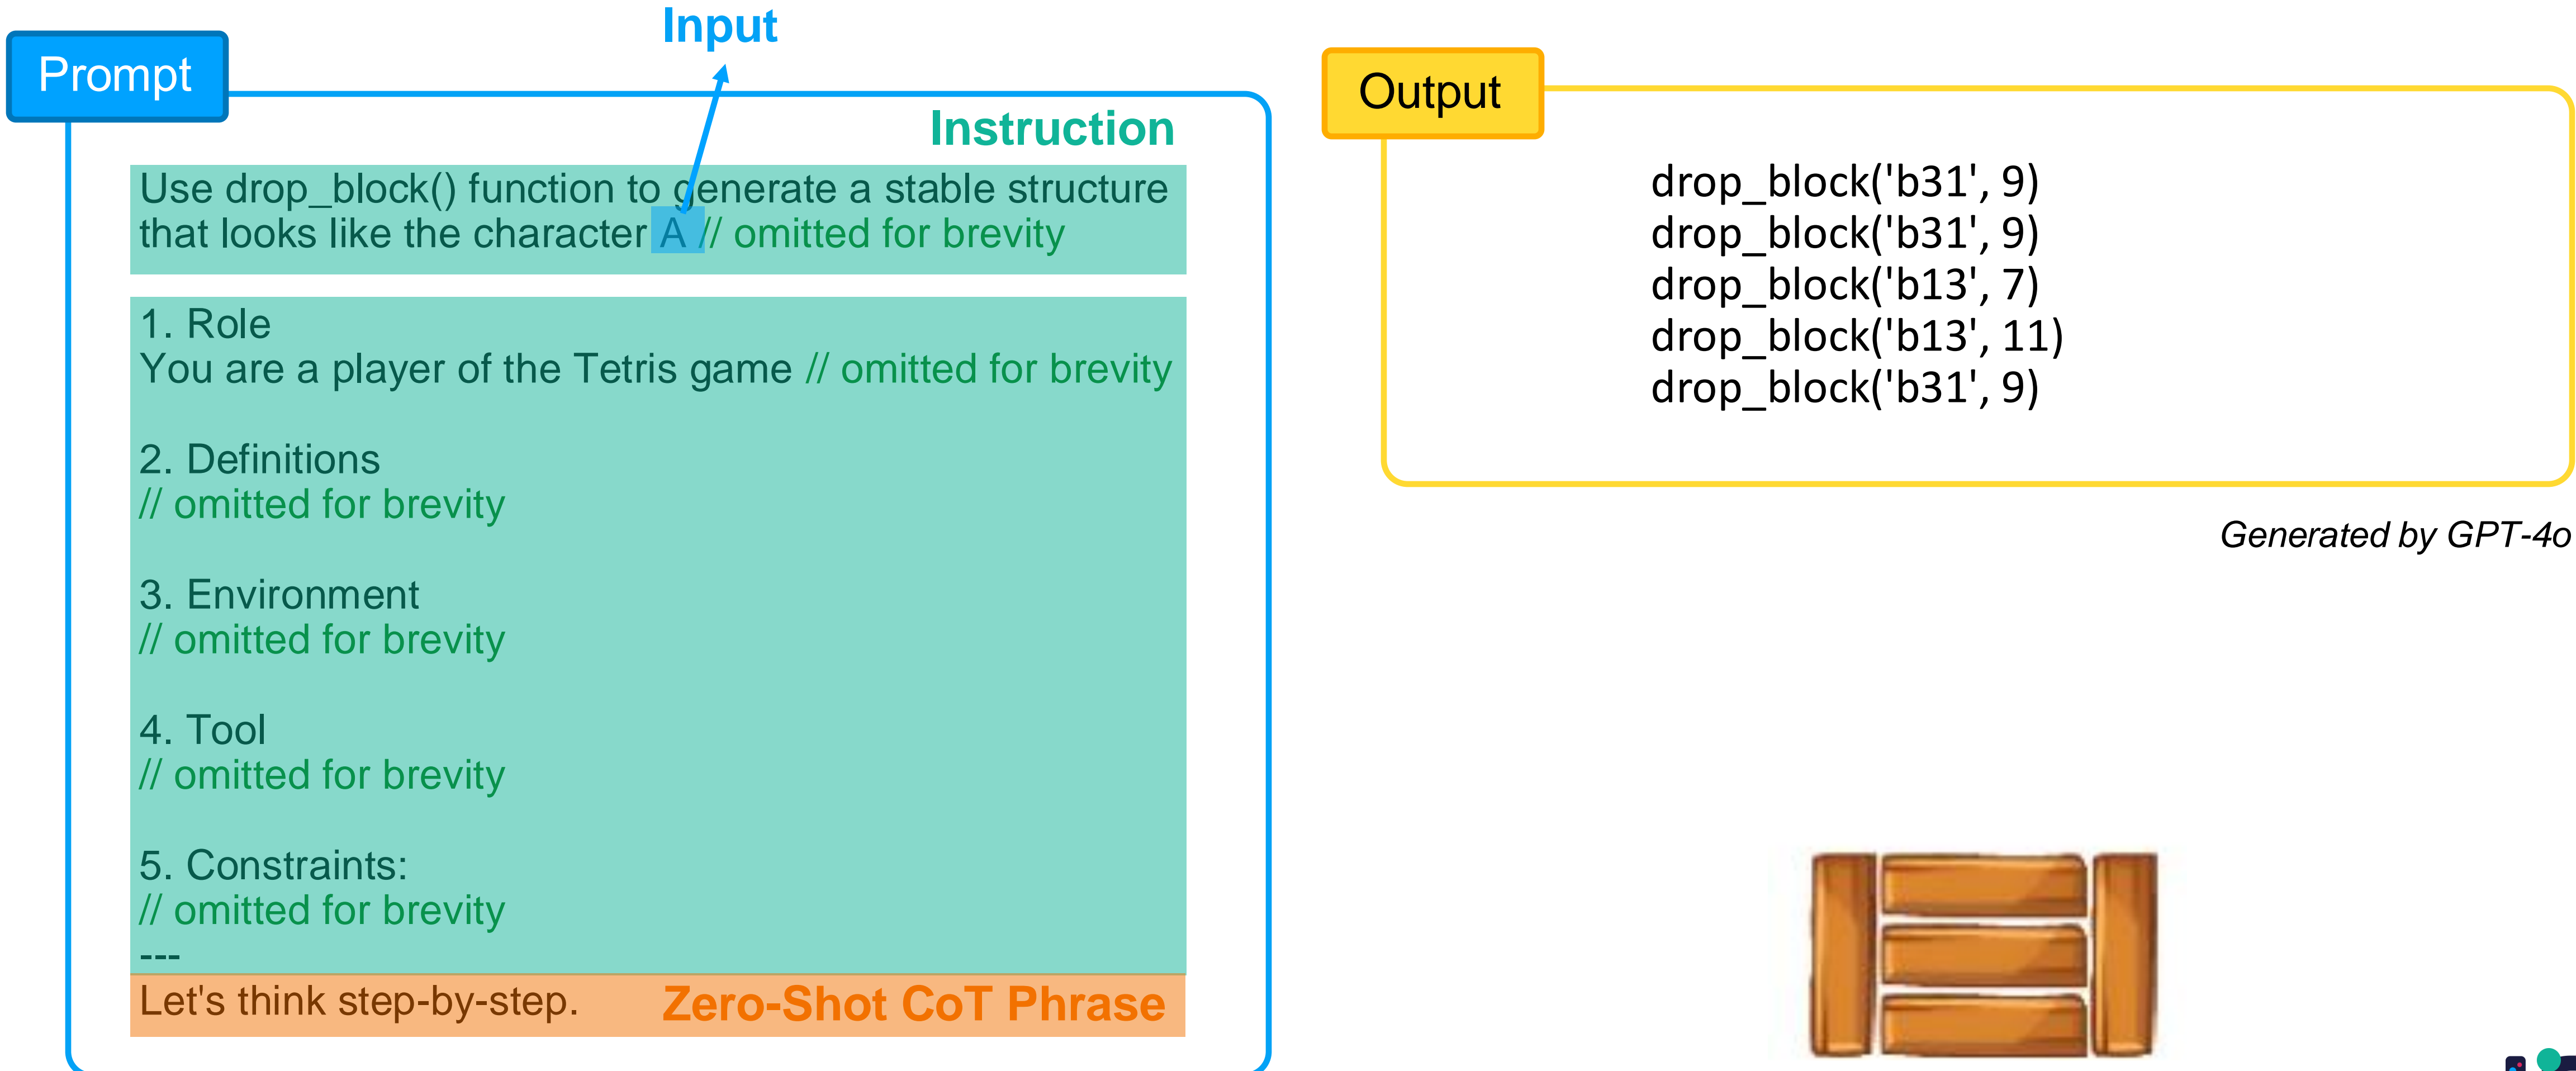 Input
Prompt
Instruction
Use drop_block() function to generate a stable structure
that looks like the character A // omitted for brevity
1. Role
You are a player of the Tetris game // omitted for brevity
2. Definitions
// omitted for brevity
3. Environment
// omitted for brevity
4. Tool
// omitted for brevity
5. Constraints:
// omitted for brevity
---
Let's think step-by-step. Zero-Shot CoT Phrase
Output
drop_block('b31', 9)
drop_block('b31', 9)
drop_block('b13', 7)
drop_block('b13', 11)
drop_block('b31', 9)
Generated by GPT-4o